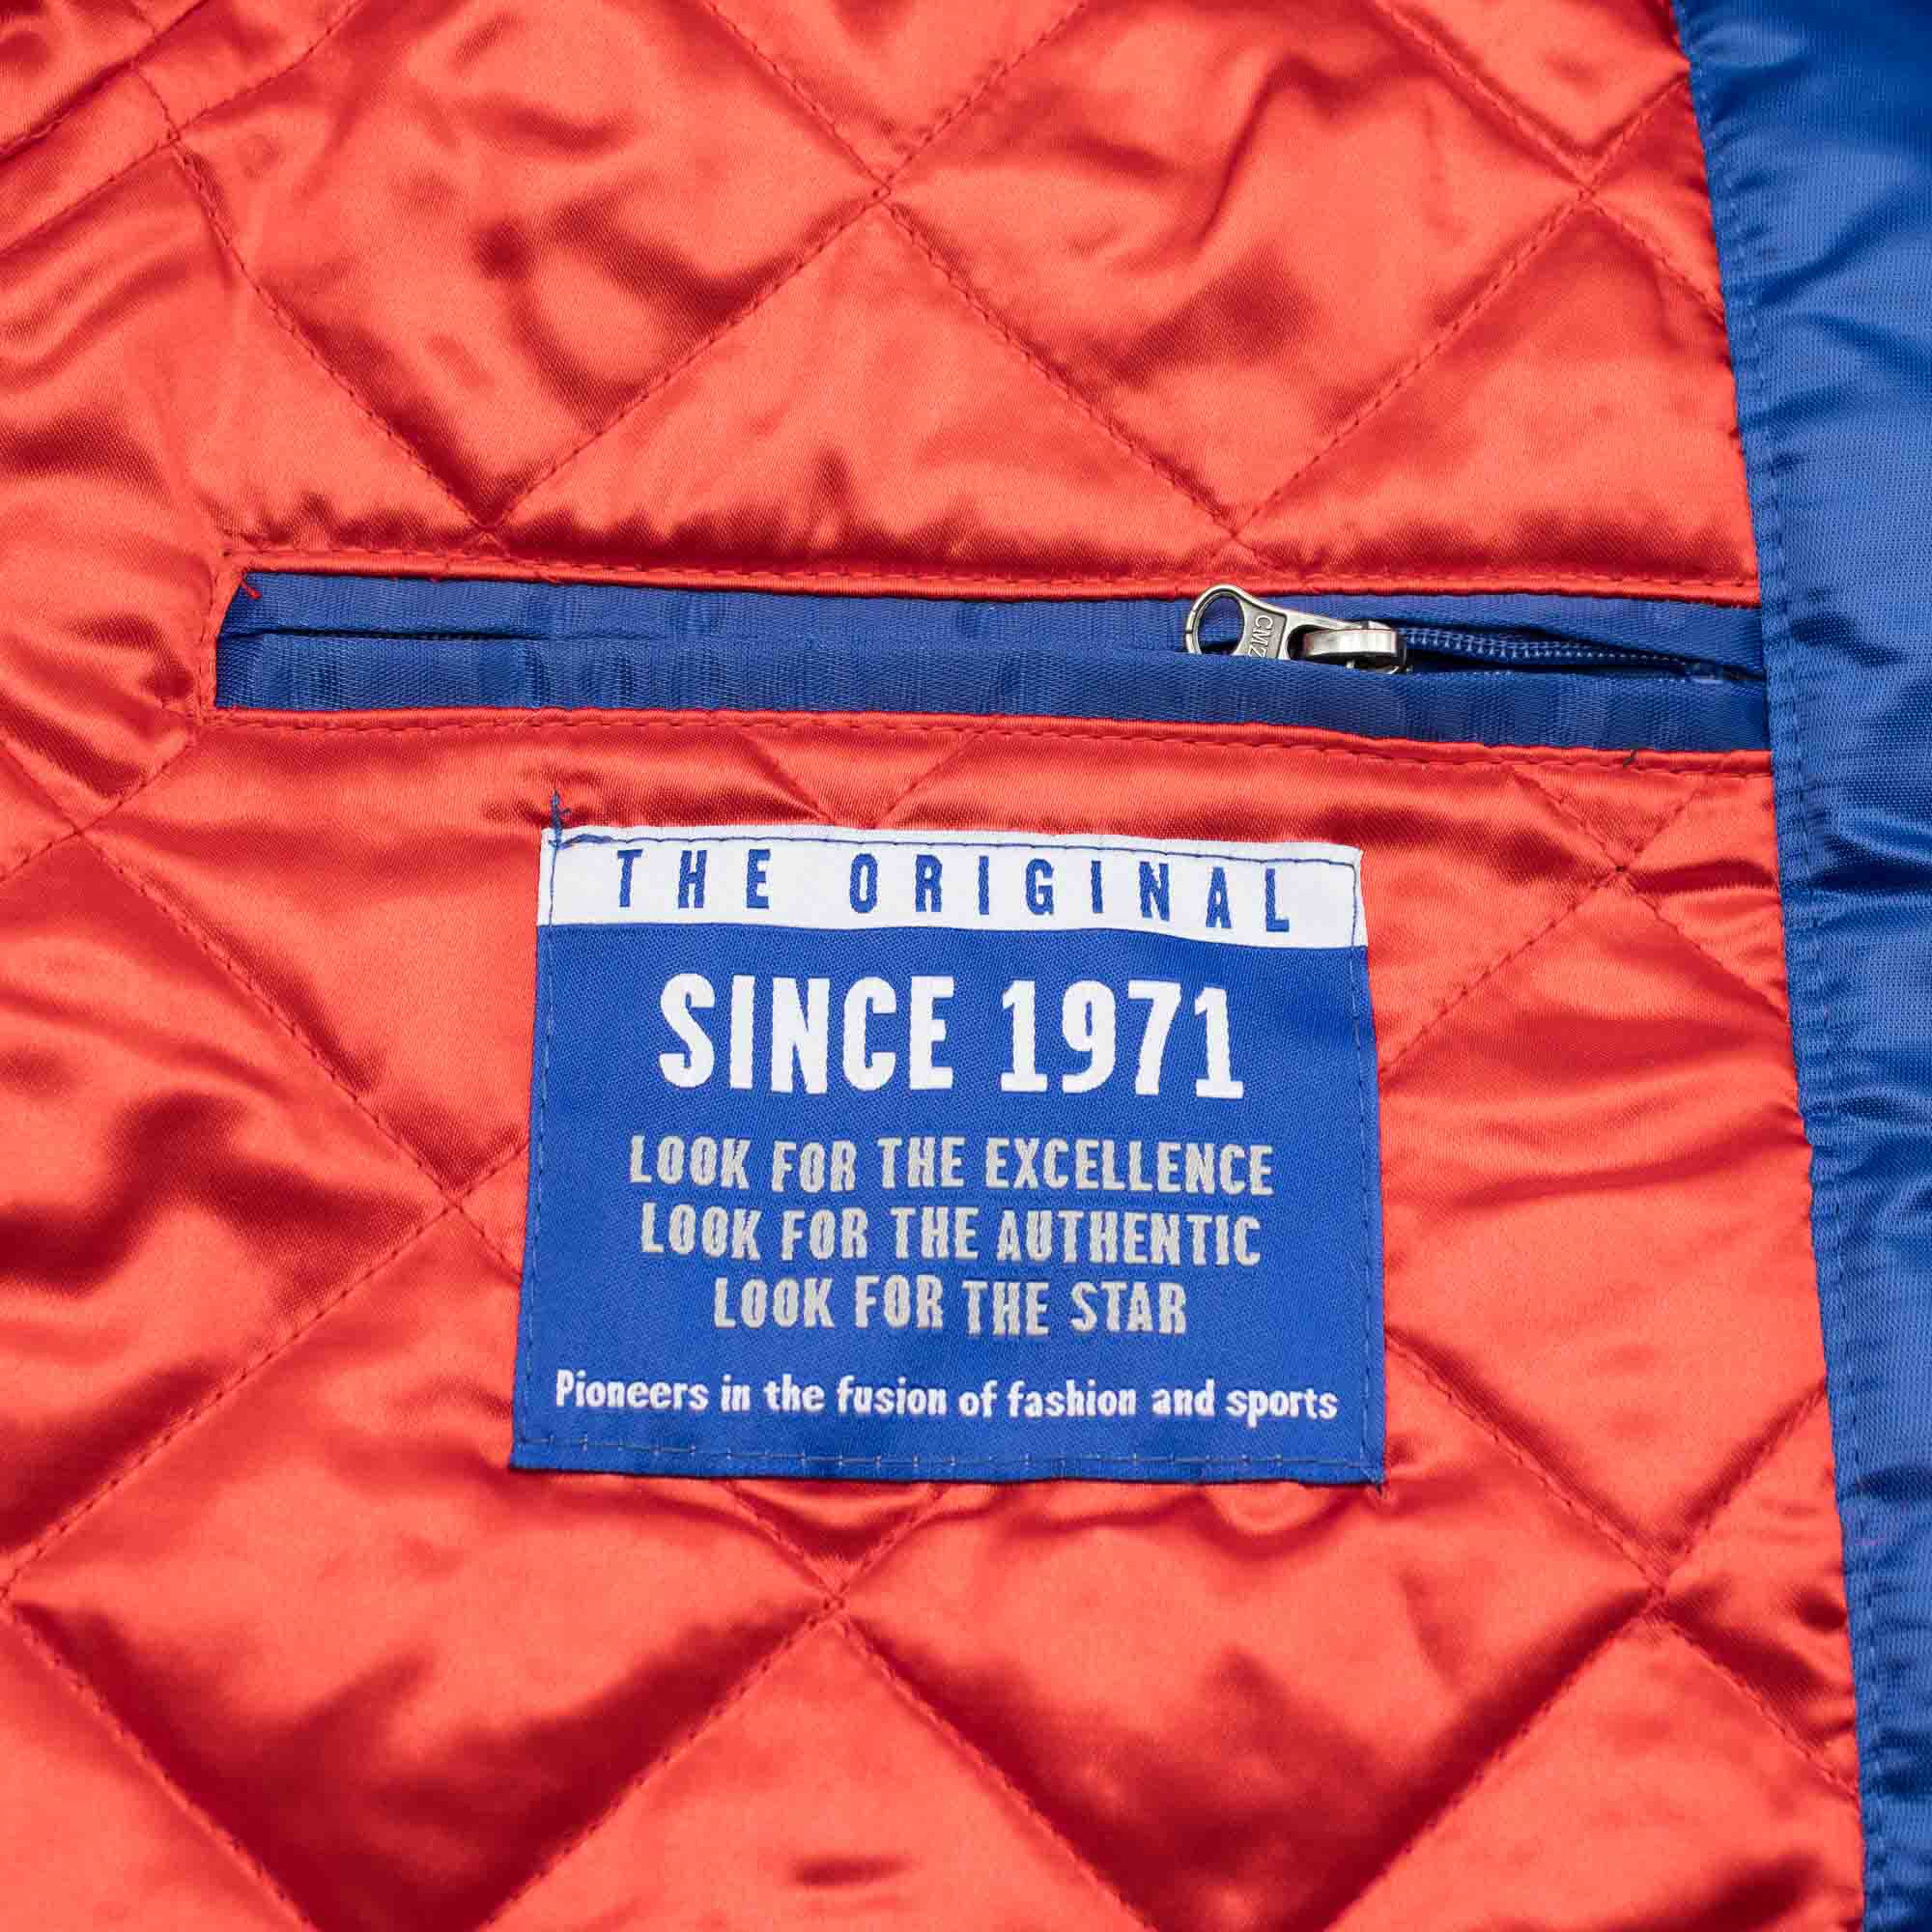 CMZ
THE ORIGINAL
SINCE 1971
LOOK FOR THE EXCELLENCE
LOOK FOR THE AUTHENTIC
LOOK FOR THE STAR
Pioneers in the fusion of fashion and sports